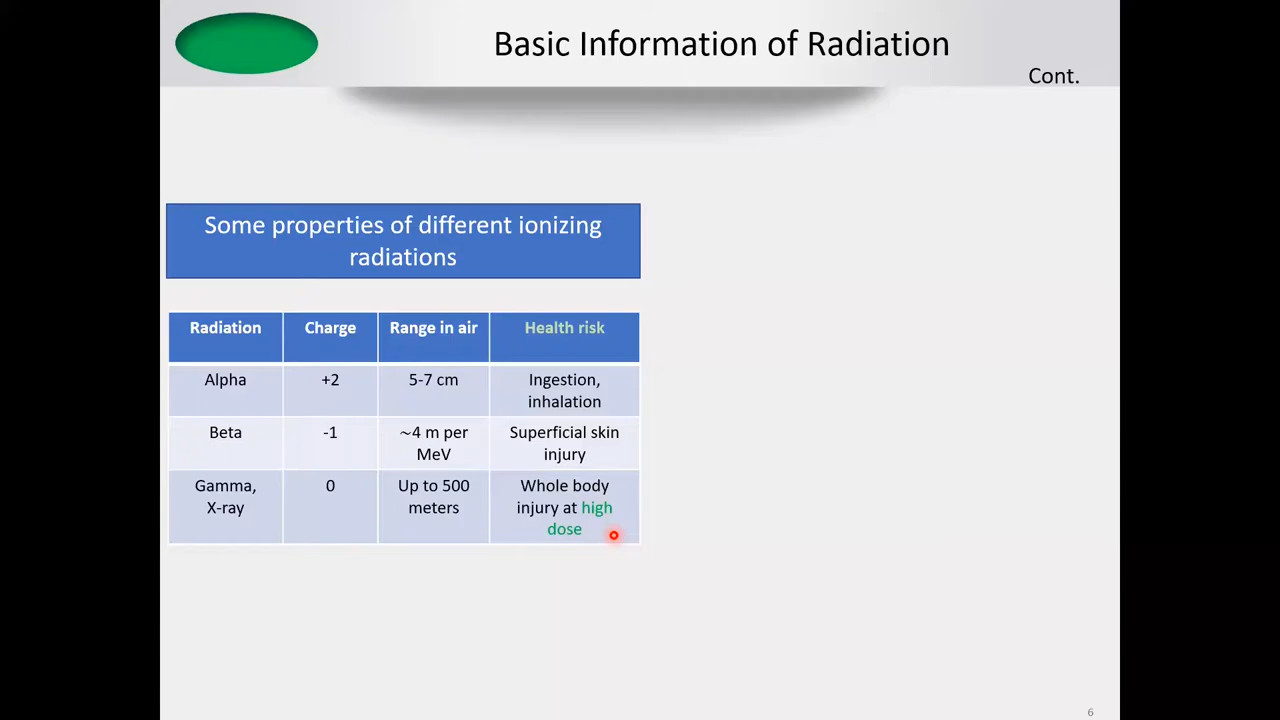 Basic Information of Radiation
Cont.
Some properties of different ionizing
radiations
Radiation Charge Range in air Health risk
Alpha +2 5-7 cm Ingestion,
inhalation
Beta -1 ~4 m per Superficial skin
MeV injury
Gamma, 0 Up to 500 Whole body
X-ray meters injury at high
dose
6